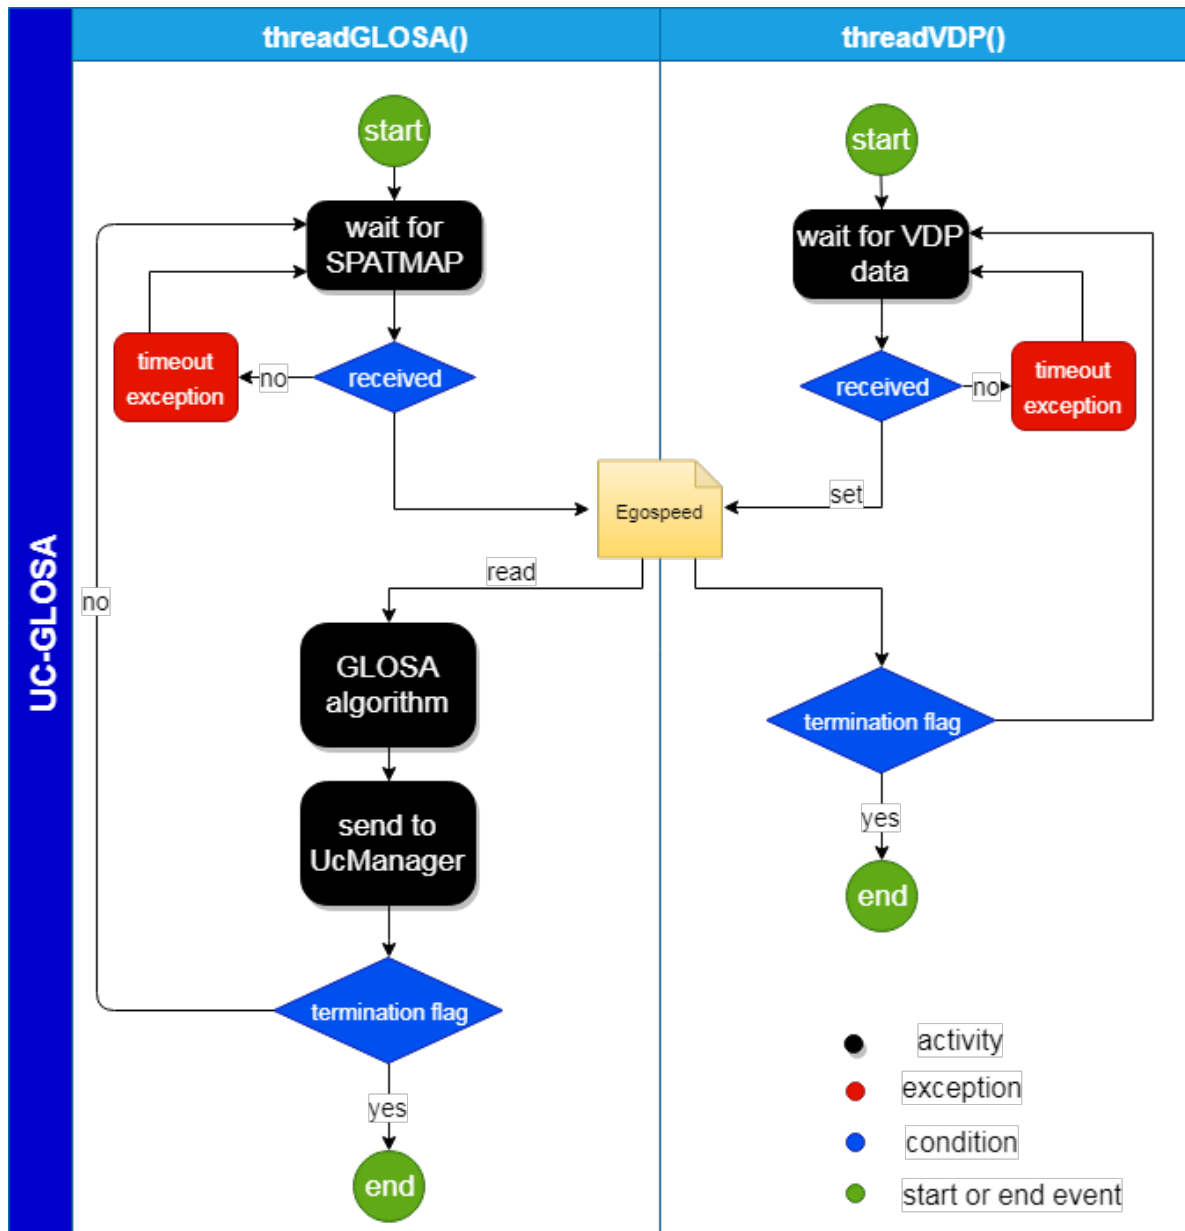 threadGLOSA()
threadVDP()
UC-GLOSA
start
wait for
SPATMAP
timeout
exception
no
received
start
wait for VDP
data
received
no
timeout
exception
set
Egospeed
read
no
GLOSA
algorithm
send to
UcManager
termination flag
yes
end
termination flag
yes
end
activity
exception
condition
start or end event